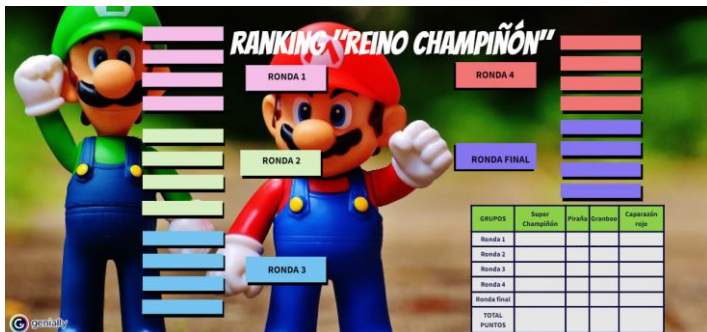 RANKING "REINO CHAMPIÑÓN"
RONDA 1
RONDA 4
RONDA 2
RONDA FINAL
RONDA 3
GRUPOS Super Champiñón Piraña Granboo Caparazón rojo
Ronda 1
Ronda 2
Ronda 3
Ronda 4
Ronda final
TOTAL PUNTOS
genially